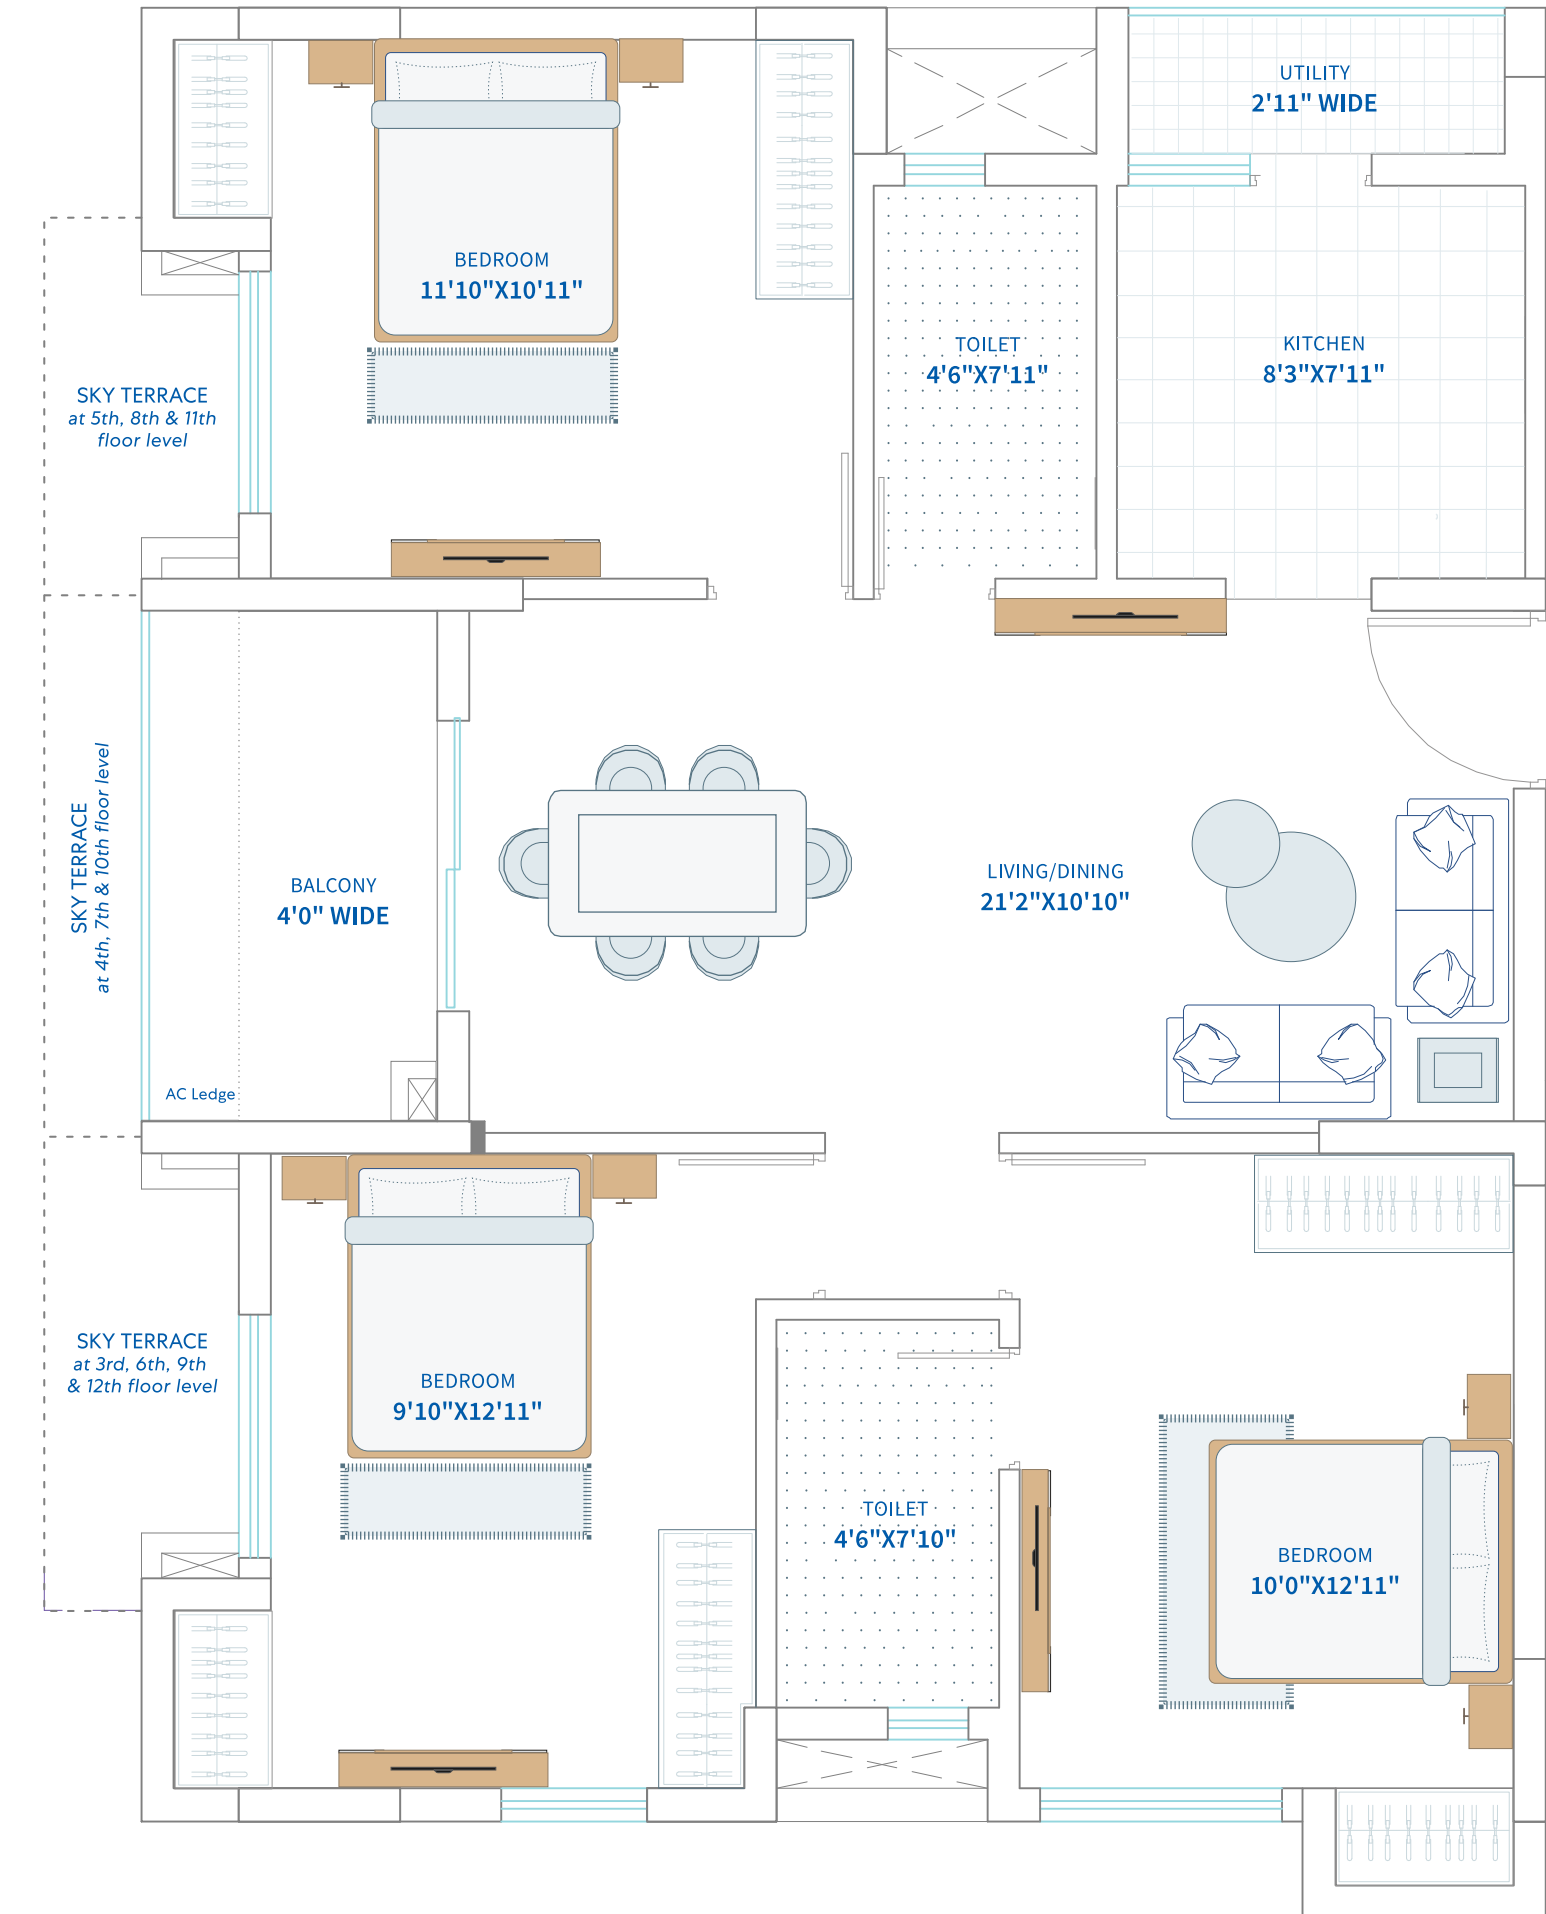 UTILITY
2'11" WIDE
BEDROOM
11'10"X10'11"
TOILET
4'6"X7'11"
KITCHEN
8'3"X7'11"
SKY TERRACE
at 5th, 8th & 11th
floor level
SKY TERRACE
at 4th, 7th & 10th floor level
BALCONY
4'0" WIDE
LIVING/DINING
21'2"X10'10"
AC Ledge
SKY TERRACE
at 3rd, 6th, 9th
& 12th floor level
BEDROOM
9'10"X12'11"
TOILET
4'6"X7'10"
BEDROOM
10'0"X12'11"